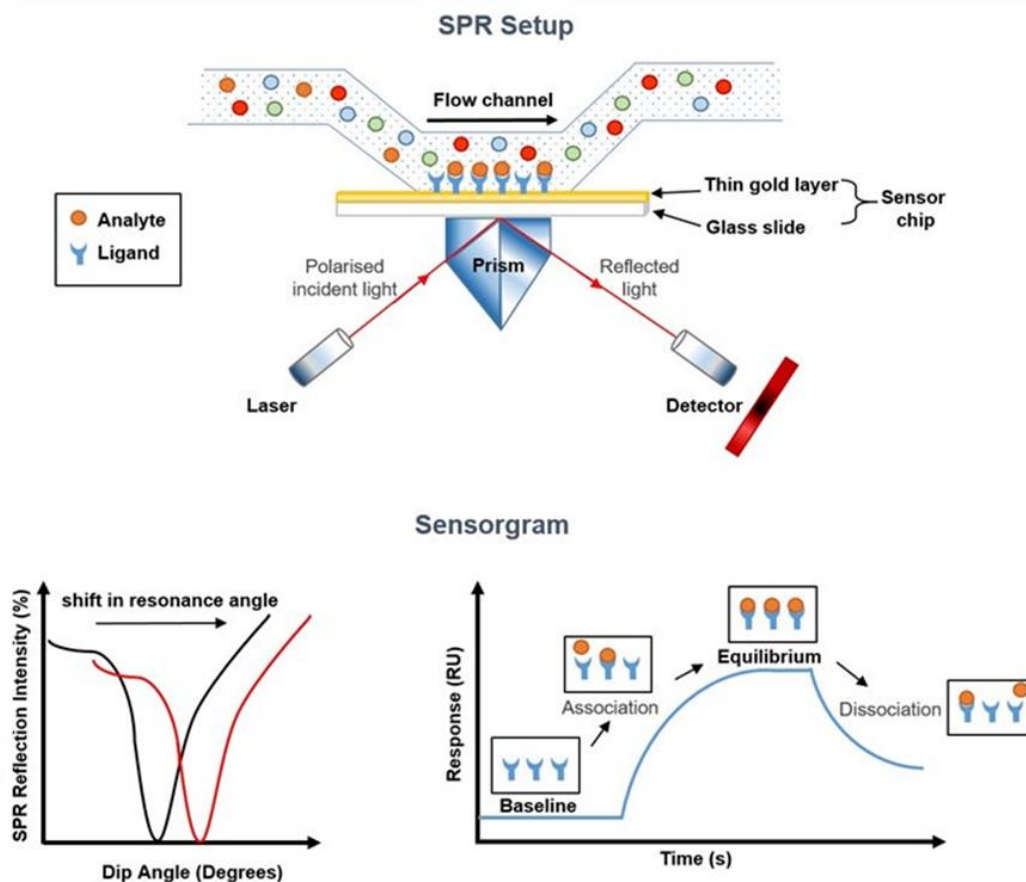 SPR Setup
Flow channel
Thin gold layer
Glass slide
Sensor
chip
Analyte
Ligand
Polarised
incident light
Prism
Reflected
light
Laser
Detector
Sensorgram
SPR Reflection Intensity (%)
shift in resonance angle
Dip Angle (Degrees)
Response (RU)
Baseline
Association
Equilibrium
Dissociation
Time (s)